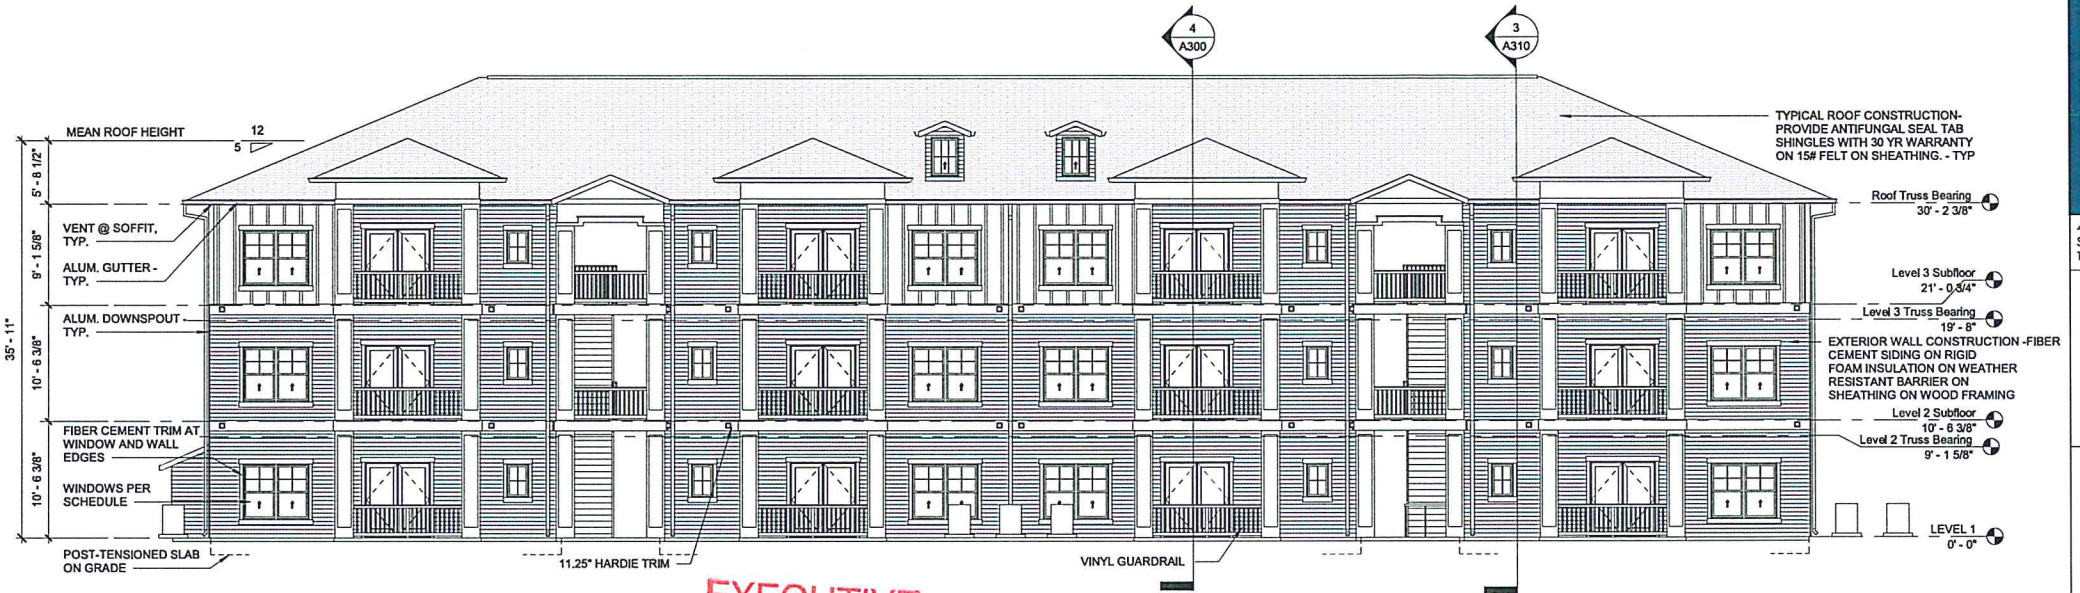 4
A300
3
A310
MEAN ROOF HEIGHT
12
5
TYPICAL ROOF CONSTRUCTION-
PROVIDE ANTIFUNGAL SEAL TAB
SHINGLES WITH 30 YR WARRANTY
ON 15# FELT ON SHEATHING. - TYP
5' - 8 1/2"
Roof Truss Bearing
30' - 2 3/8"
VENT @ SOFFIT,
TYP.
9' - 1 5/8"
ALUM. GUTTER -
TYP.
Level 3 Subfloor
21' - 0 3/4"
ALUM. DOWNSPOUT -
TYP.
Level 3 Truss Bearing
19' - 8"
35' - 11"
10' - 6 3/8"
EXTERIOR WALL CONSTRUCTION -FIBER
CEMENT SIDING ON RIGID
FOAM INSULATION ON WEATHER
RESISTANT BARRIER ON
SHEATHING ON WOOD FRAMING
Level 2 Subfloor
10' - 6 3/8"
FIBER CEMENT TRIM AT
WINDOW AND WALL
EDGES
Level 2 Truss Bearing
9' - 1 5/8"
10' - 6 3/8"
WINDOWS PER
SCHEDULE
LEVEL 1
0' - 0"
POST-TENSIONED SLAB
ON GRADE
11.25" HARDIE TRIM
VINYL GUARDRAIL
EXECUTIVE